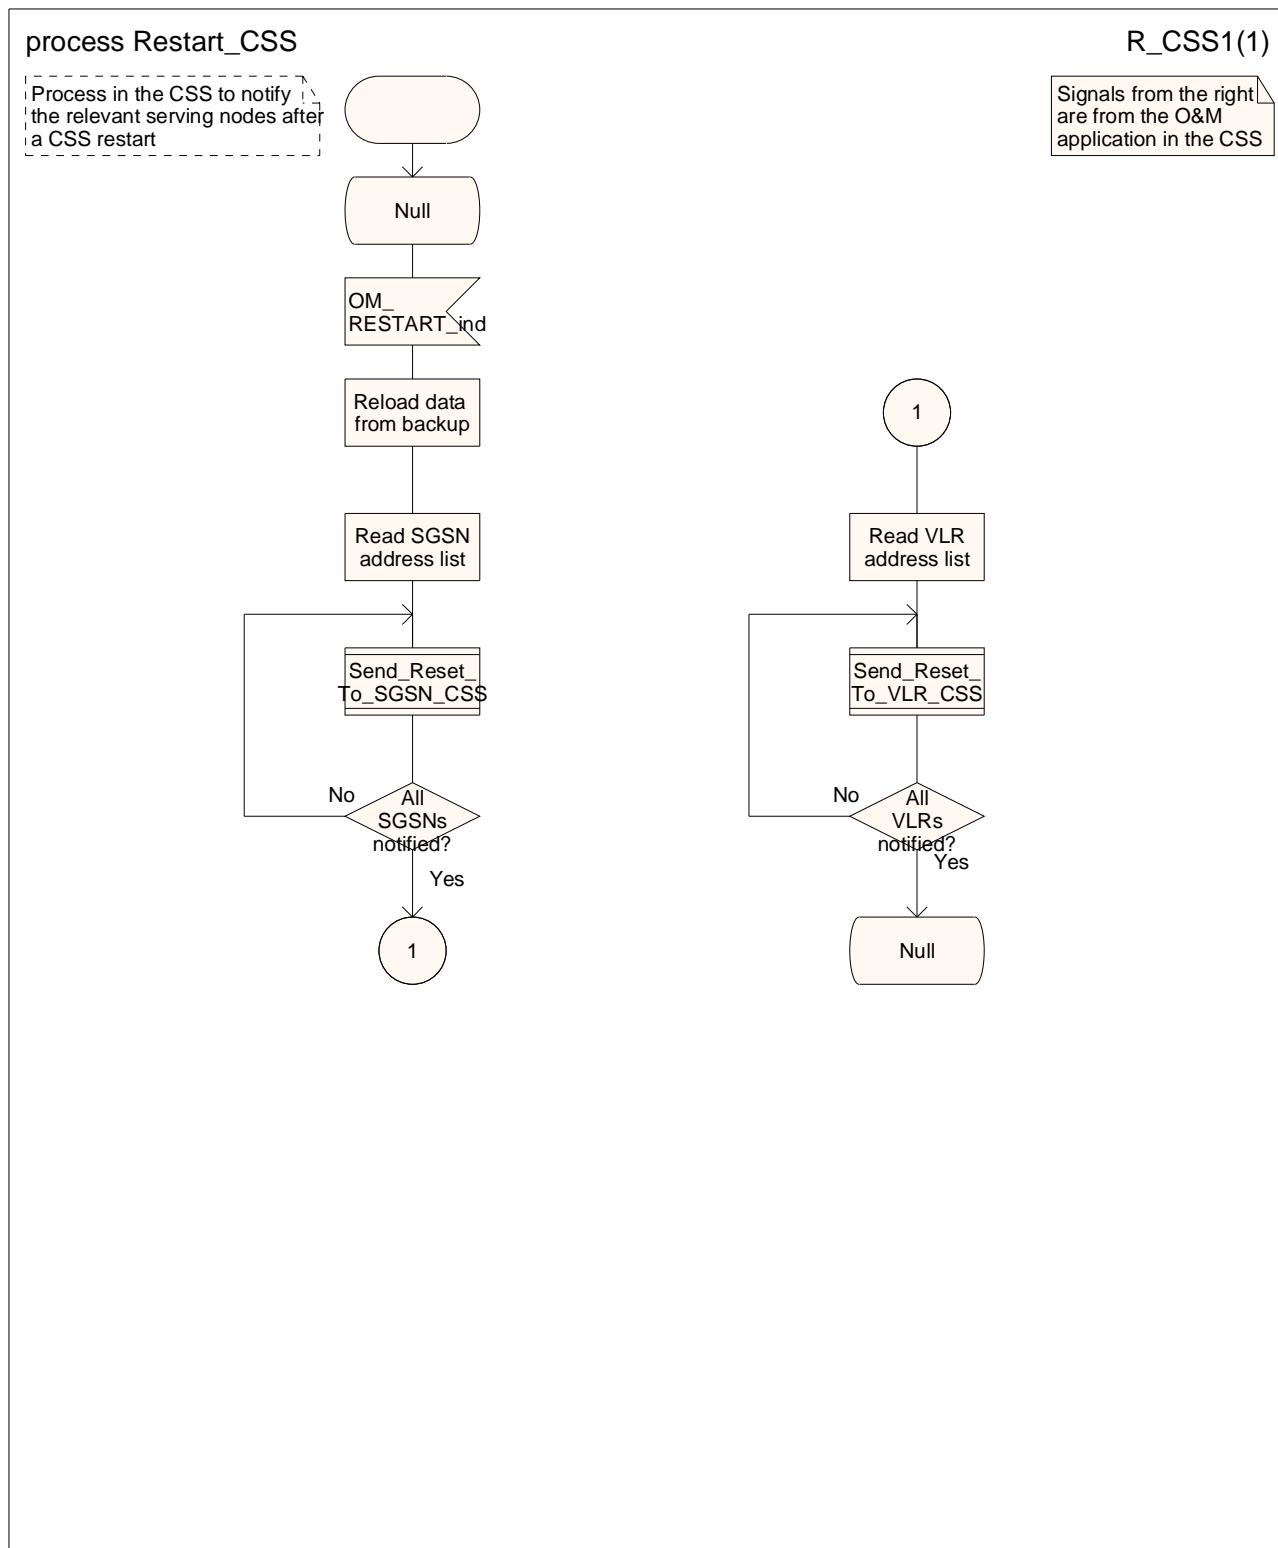 process Restart_CSS
R_CSS1(1)
Process in the CSS to notify
the relevant serving nodes after
a CSS restart
Signals from the right
are from the O&M
application in the CSS
Null
OM_
RESTART_ind
Reload data
from backup
Read SGSN
address list
Send_Reset_
To_SGSN_CSS
No
All
SGSNs
notified?
Yes
1
1
Read VLR
address list
Send_Reset_
To_VLR_CSS
No
All
VLRs
notified?
Yes
Null